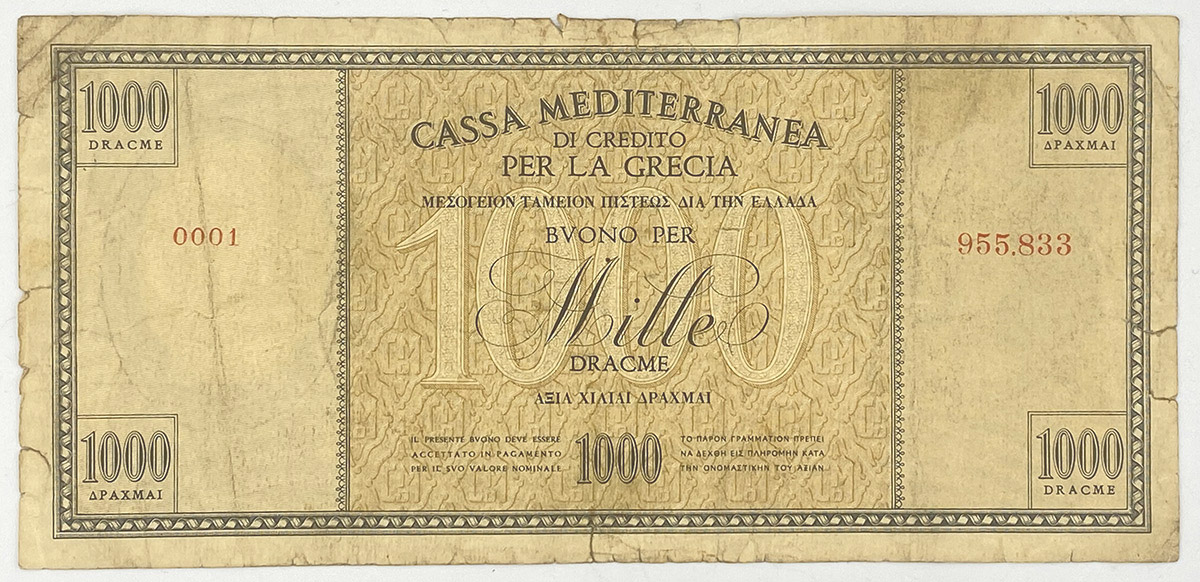 1000
DRACME
1000
ΔΡΑΧΜΑΙ
CASSA MEDITERRANEA
DI CREDITO
PER LA GRECIA
ΜΕΣΟΓΕΙΟΝ ΤΑΜΕΙΟΝ ΠΙΣΤΕΩΣ ΔΙΑ ΤΗΝ ΕΛΛΑΔΑ
0001
BVONO PER
955.833
1000
Mille
DRACME
ΑΞΙΑ ΧΙΛΙΑΙ ΔΡΑΧΜΑΙ
1000
ΔΡΑΧΜΑΙ
IL PRESENTE BVONO DEVE ESSERE
ACCETTATO IN PAGAMENTO
PER IL SVO VALORE NOMINALE
1000
ΤΟ ΠΑΡΟΝ ΓΡΑΜΜΑΤΙΟΝ ΠΡΕΠΕΙ
ΝΑ ΔΕΧΘΗ ΕΙΣ ΠΛΗΡΟΜΗΝ ΚΑΤΑ
ΤΗΝ ΟΝΟΜΑΣΤΙΚΗΝ ΤΟΥ ΑΞΙΑΝ
1000
DRACME